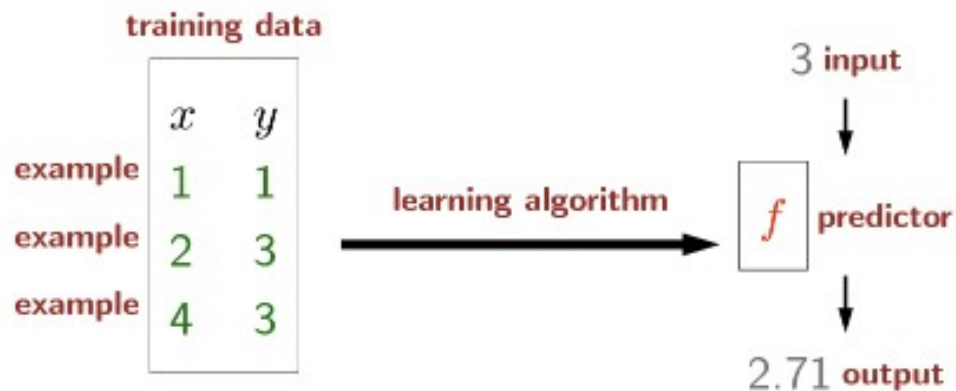 training data
x y
example 1 1
example 2 3
example 4 3
learning algorithm
3 input
f predictor
2.71 output